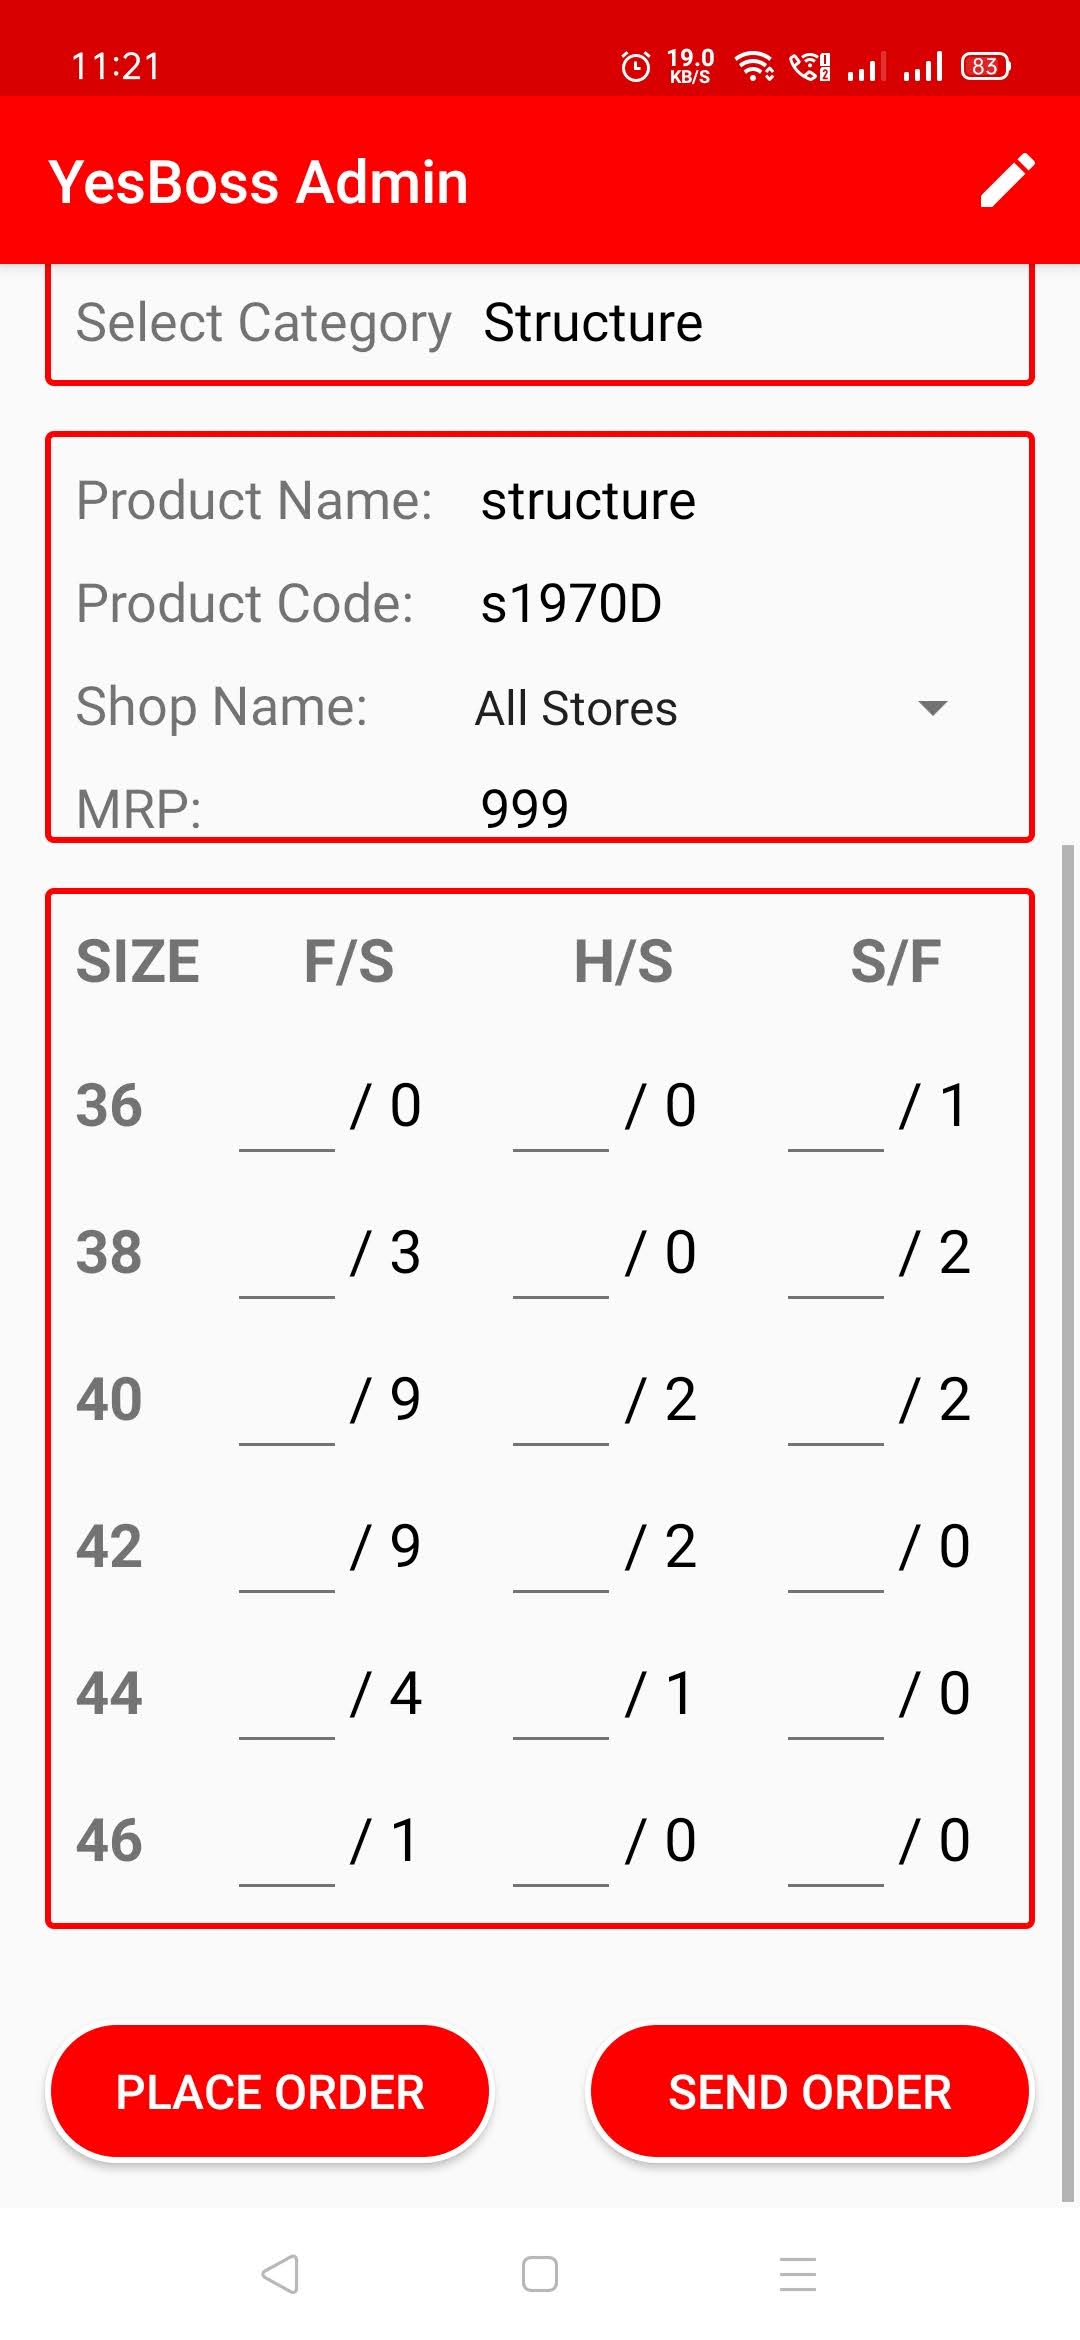 11:21 19.0 KB/S 83
YesBoss Admin
Select Category Structure
Product Name: structure
Product Code: s1970D
Shop Name: All Stores
MRP: 999
SIZE F/S H/S S/F
36 / 0 / 0 / 1
38 / 3 / 0 / 2
40 / 9 / 2 / 2
42 / 9 / 2 / 0
44 / 4 / 1 / 0
46 / 1 / 0 / 0
PLACE ORDER SEND ORDER